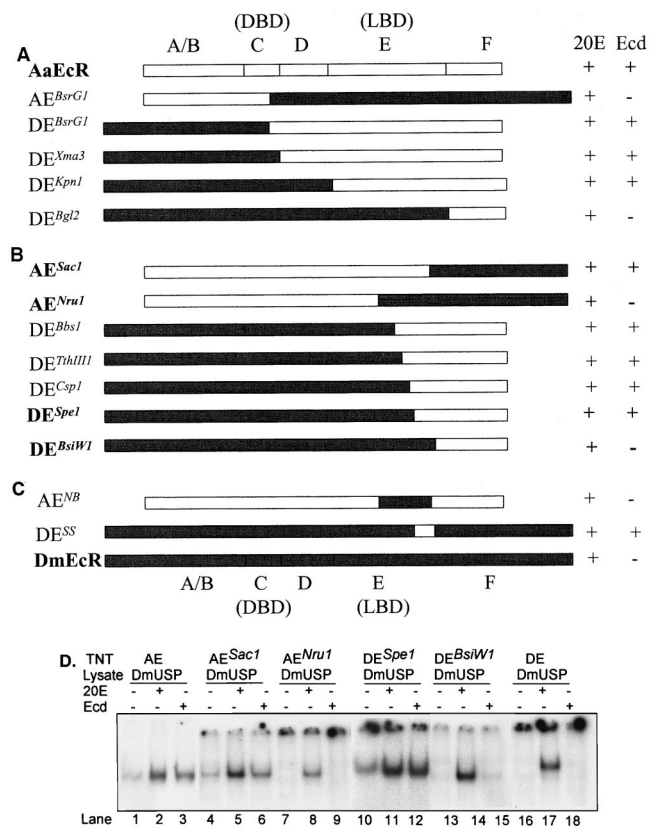 (DBD) (LBD)
A/B C D E F
A 20E Ecd
AaEcR + +
AE^BsrG1 + -
DE^BsrG1 + +
DE^Xma3 + +
DE^Kpn1 + +
DE^Bgl2 + -
B
AE^Sac1 + +
AE^Nru1 + -
DE^Bbs1 + +
DE^TthIII1 + +
DE^Csp1 + +
DE^Spe1 + +
DE^BsiW1 + -
C
AE^NB + -
DE^SS + +
DmEcR + -
A/B C D E F
(DBD) (LBD)
D. TNT AE AE^Sac1 AE^Nru1 DE^Spe1 DE^BsiW1 DE
Lysate DmUSP DmUSP DmUSP DmUSP DmUSP DmUSP
20E - + - - + - - + - - + - - + - - + -
Ecd - - + - - + - - + - - + - - + - - +
Lane 1 2 3 4 5 6 7 8 9 10 11 12 13 14 15 16 17 18